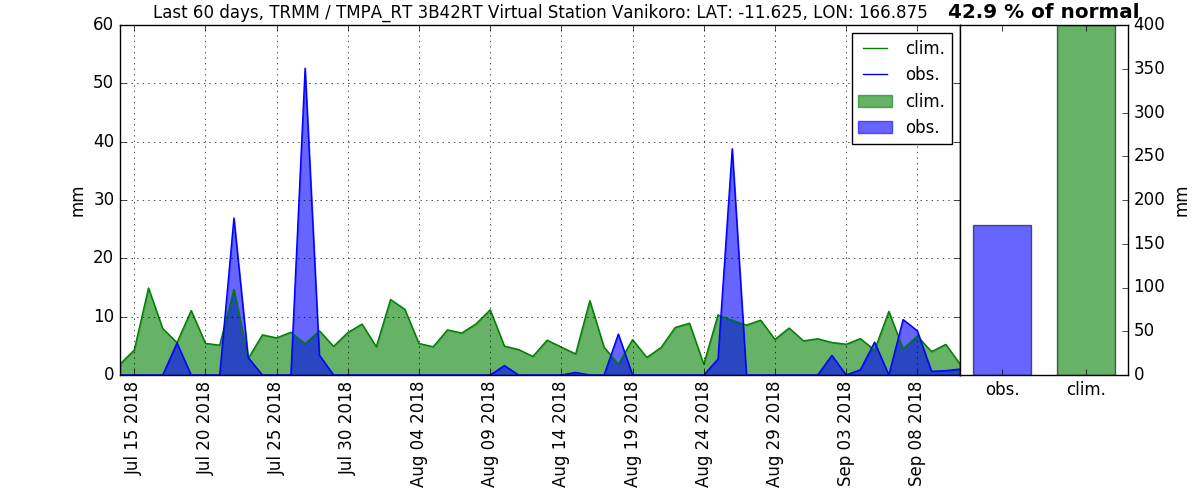 Last 60 days, TRMM / TMPA_RT 3B42RT Virtual Station Vanikoro: LAT: -11.625, LON: 166.875
42.9 % of normal
60
50
40
30
20
10
0
mm
clim.
obs.
clim.
obs.
Jul 15 2018
Jul 20 2018
Jul 25 2018
Jul 30 2018
Aug 04 2018
Aug 09 2018
Aug 14 2018
Aug 19 2018
Aug 24 2018
Aug 29 2018
Sep 03 2018
Sep 08 2018
400
350
300
250
200
150
100
50
0
mm
obs.
clim.